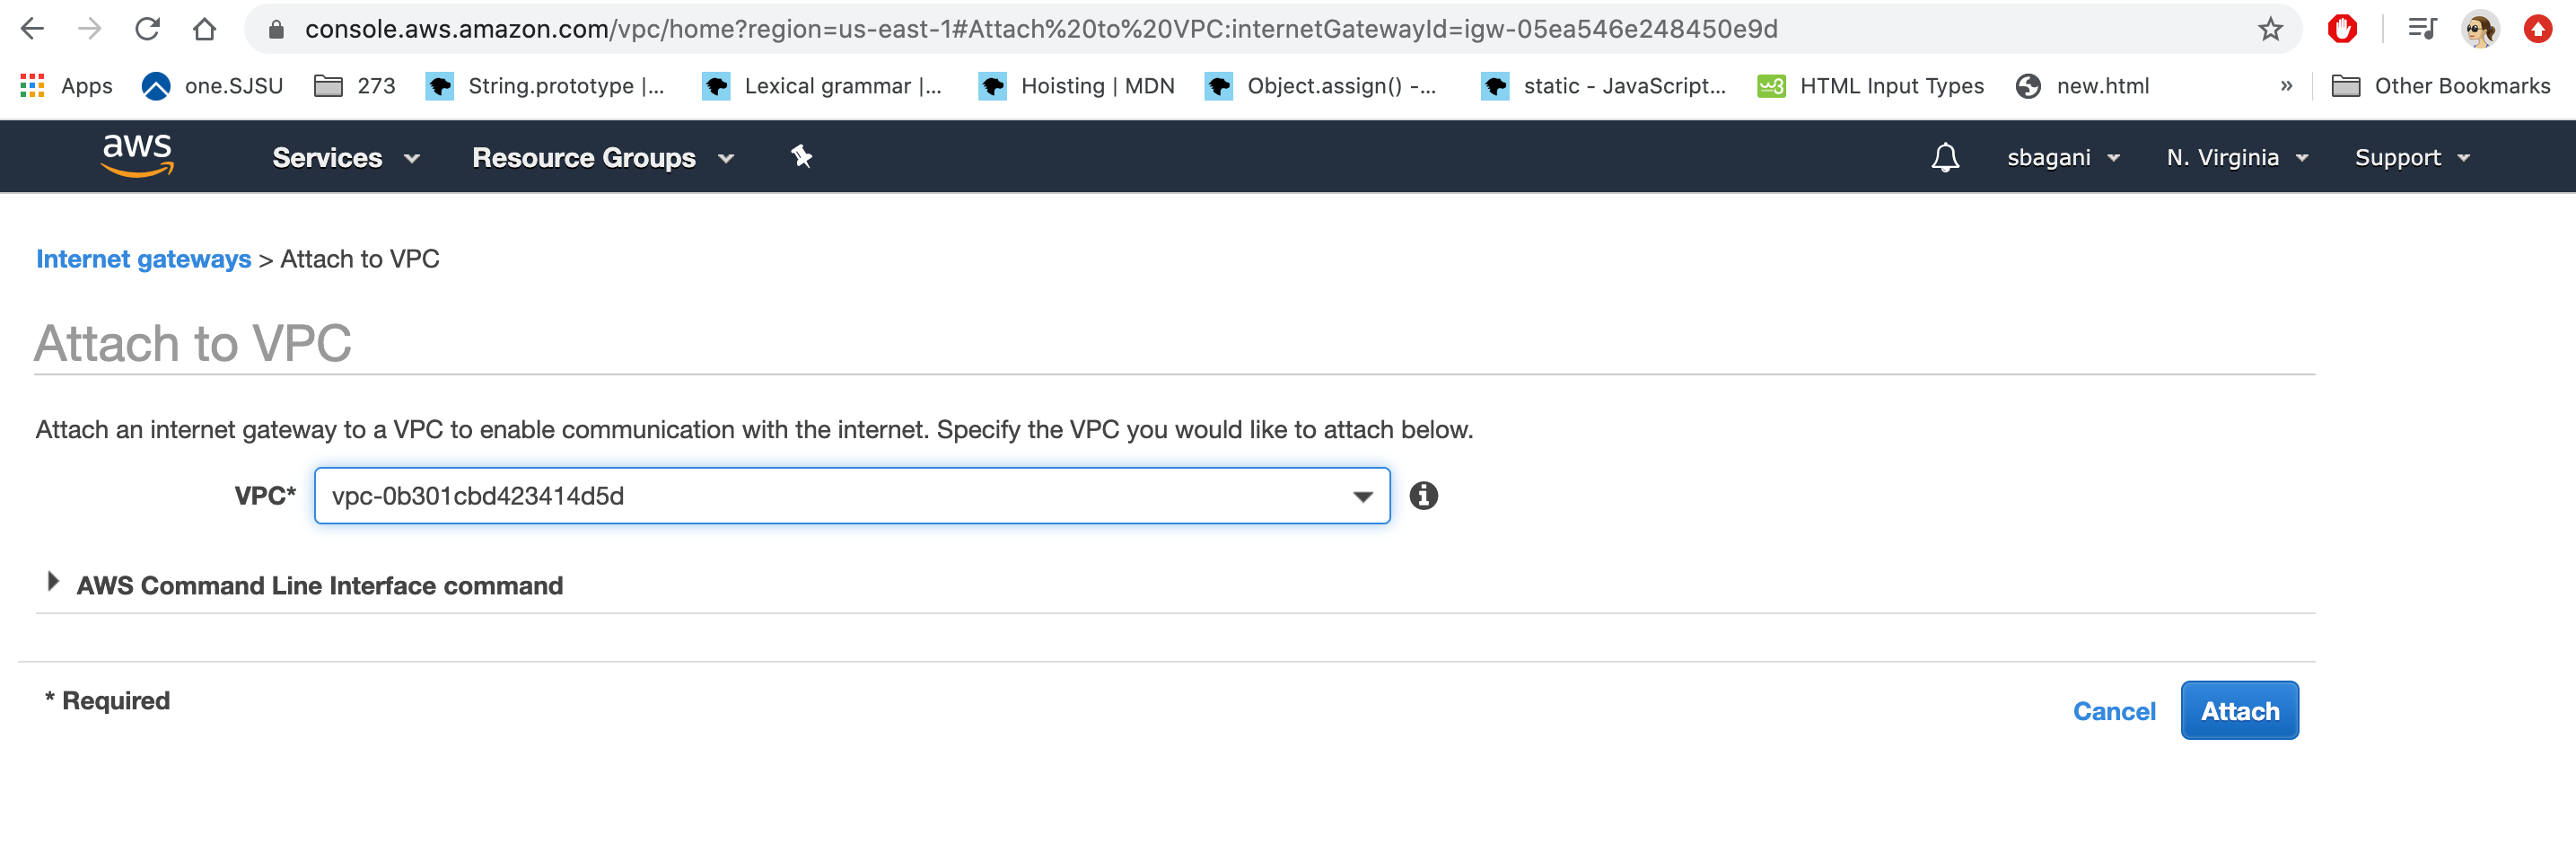 console.aws.amazon.com/vpc/home?region=us-east-1#Attach%20to%20VPC:internetGatewayId=igw-05ea546e248450e9d
Apps one.SJSU 273 String.prototype |... Lexical grammar |... Hoisting | MDN Object.assign() -... static - JavaScript... w3 HTML Input Types new.html » Other Bookmarks
aws Services Resource Groups sbagani N. Virginia Support
Internet gateways > Attach to VPC
Attach to VPC
Attach an internet gateway to a VPC to enable communication with the internet. Specify the VPC you would like to attach below.
VPC* vpc-0b301cbd423414d5d
AWS Command Line Interface command
* Required
Cancel Attach